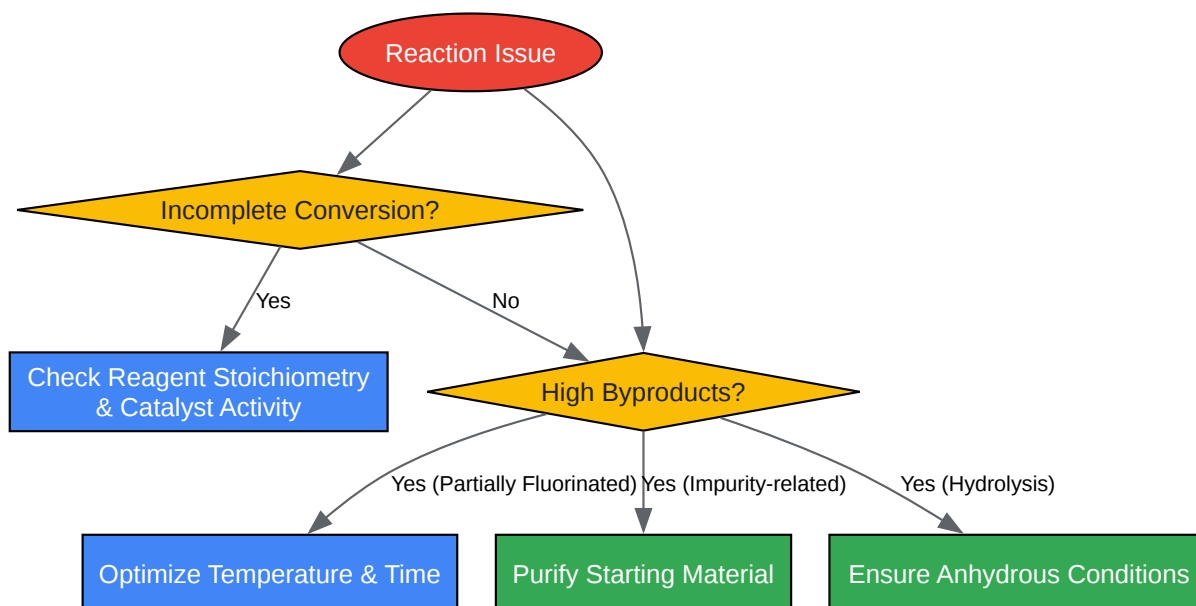 Reaction Issue
Incomplete Conversion?
Yes
No
Check Reagent Stoichiometry
& Catalyst Activity
High Byproducts?
Yes (Partially Fluorinated)
Yes (Impurity-related)
Yes (Hydrolysis)
Optimize Temperature & Time
Purify Starting Material
Ensure Anhydrous Conditions